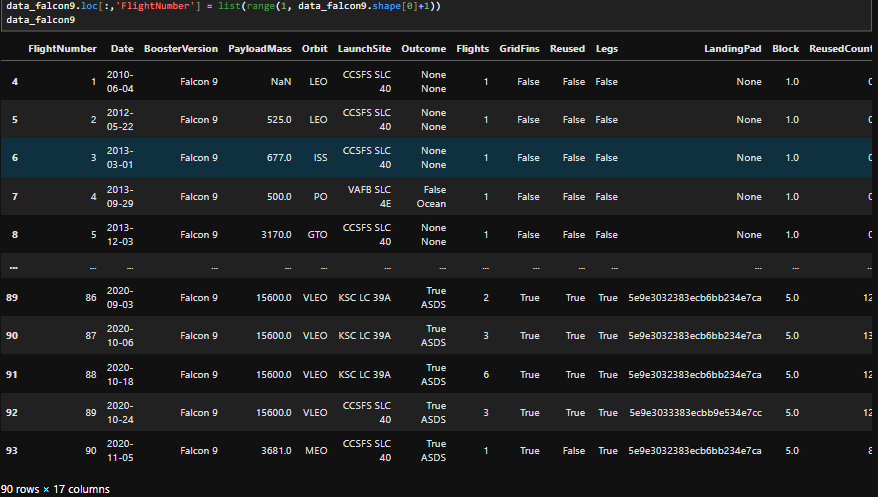 data_falcon9.loc[:,'FlightNumber'] = list(range(1, data_falcon9.shape[0]+1))
data_falcon9
FlightNumber Date BoosterVersion PayloadMass Orbit LaunchSite Outcome Flights GridFins Reused Legs LandingPad Block ReusedCount
4 1 2010-06-04 Falcon 9 NaN LEO CCSFS SLC 40 None None 1 False False False None 1.0 0
5 2 2012-05-22 Falcon 9 525.0 LEO CCSFS SLC 40 None None 1 False False False None 1.0 0
6 3 2013-03-01 Falcon 9 677.0 ISS CCSFS SLC 40 None None 1 False False False None 1.0 0
7 4 2013-09-29 Falcon 9 500.0 PO VAFB SLC 4E False Ocean 1 False False False None 1.0 0
8 5 2013-12-03 Falcon 9 3170.0 GTO CCSFS SLC 40 None None 1 False False False None 1.0 0
... ... ... ... ... ... ... ... ... ... ... ... ... ... ...
89 86 2020-09-03 Falcon 9 15600.0 VLEO KSC LC 39A True ASDS 2 True True True 5e9e3032383ecb6bb234e7ca 5.0 12
90 87 2020-10-06 Falcon 9 15600.0 VLEO KSC LC 39A True ASDS 3 True True True 5e9e3032383ecb6bb234e7ca 5.0 13
91 88 2020-10-18 Falcon 9 15600.0 VLEO KSC LC 39A True ASDS 6 True True True 5e9e3032383ecb6bb234e7ca 5.0 12
92 89 2020-10-24 Falcon 9 15600.0 VLEO CCSFS SLC 40 True ASDS 3 True True True 5e9e3033383ecbb9e534e7cc 5.0 12
93 90 2020-11-05 Falcon 9 3681.0 MEO CCSFS SLC 40 True ASDS 1 True False True 5e9e3032383ecb6bb234e7ca 5.0 8
90 rows × 17 columns